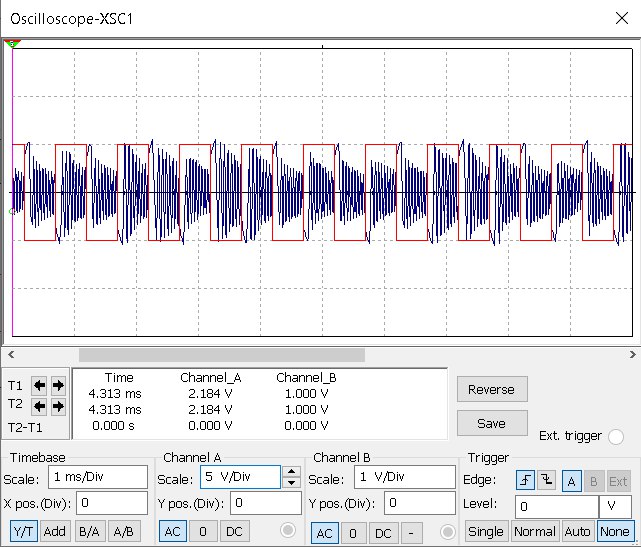 Oscilloscope-XSC1
Time Channel_A Channel_B
T1 4.313 ms 2.184 V 1.000 V
T2 4.313 ms 2.184 V 1.000 V
T2-T1 0.000 s 0.000 V 0.000 V
Reverse
Save
Ext. trigger
Timebase
Scale: 1 ms/Div
X pos.(Div): 0
Y/T Add B/A A/B
Channel A
Scale: 5 V/Div
Y pos.(Div): 0
AC 0 DC
Channel B
Scale: 1 V/Div
Y pos.(Div): 0
AC 0 DC -
Trigger
Edge: A B Ext
Level: 0 V
Single Normal Auto None